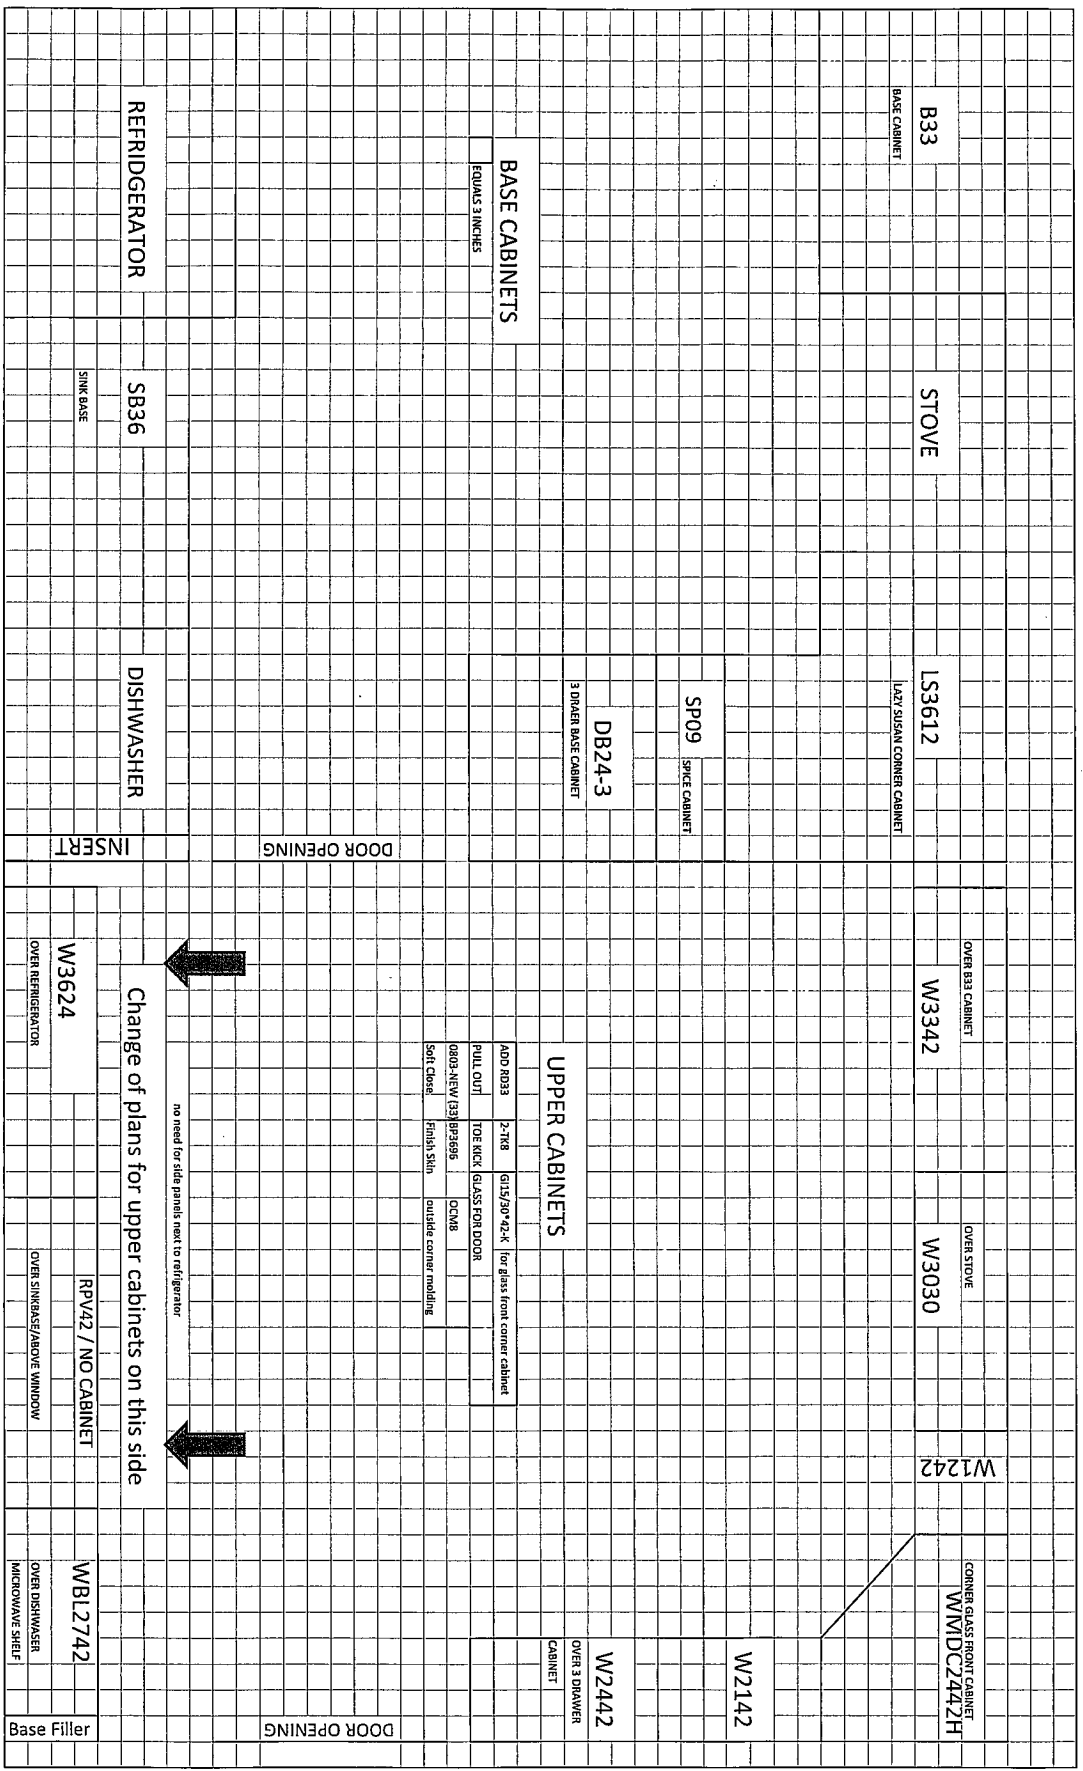 B33
BASE CABINET
STOVE
LS3612
LAZY SUSAN CORNER CABINET
SP09
SPICE CABINET
DB24-3
3 DRAER BASE CABINET
BASE CABINETS
EQUALS 3 INCHES
DOOR OPENING
REFRIDGERATOR
SB36
SINK BASE
DISHWASHER
INSERT
OVER B33 CABINET
W3342
OVER STOVE
W3030
W1242
CORNER GLASS FRONT CABINET
WMDC2442H
W2142
W2442
OVER 3 DRAWER
CABINET
UPPER CABINETS
ADD RD33 2-TK8 G115/30*42-K for glass front corner cabinet
PULL OUT TOE KICK GLASS FOR DOOR
0803-NEW (33) BP3696 OCM8
Soft Close Finish Skin outside corner molding
DOOR OPENING
no need for side panels next to refrigerator
Change of plans for upper cabinets on this side
W3624
OVER REFRIGERATOR
RPV42 / NO CABINET
OVER SINKBASE/ABOVE WINDOW
WBL2742
OVER DISHWASER
MICROWAVE SHELF
Base Filler